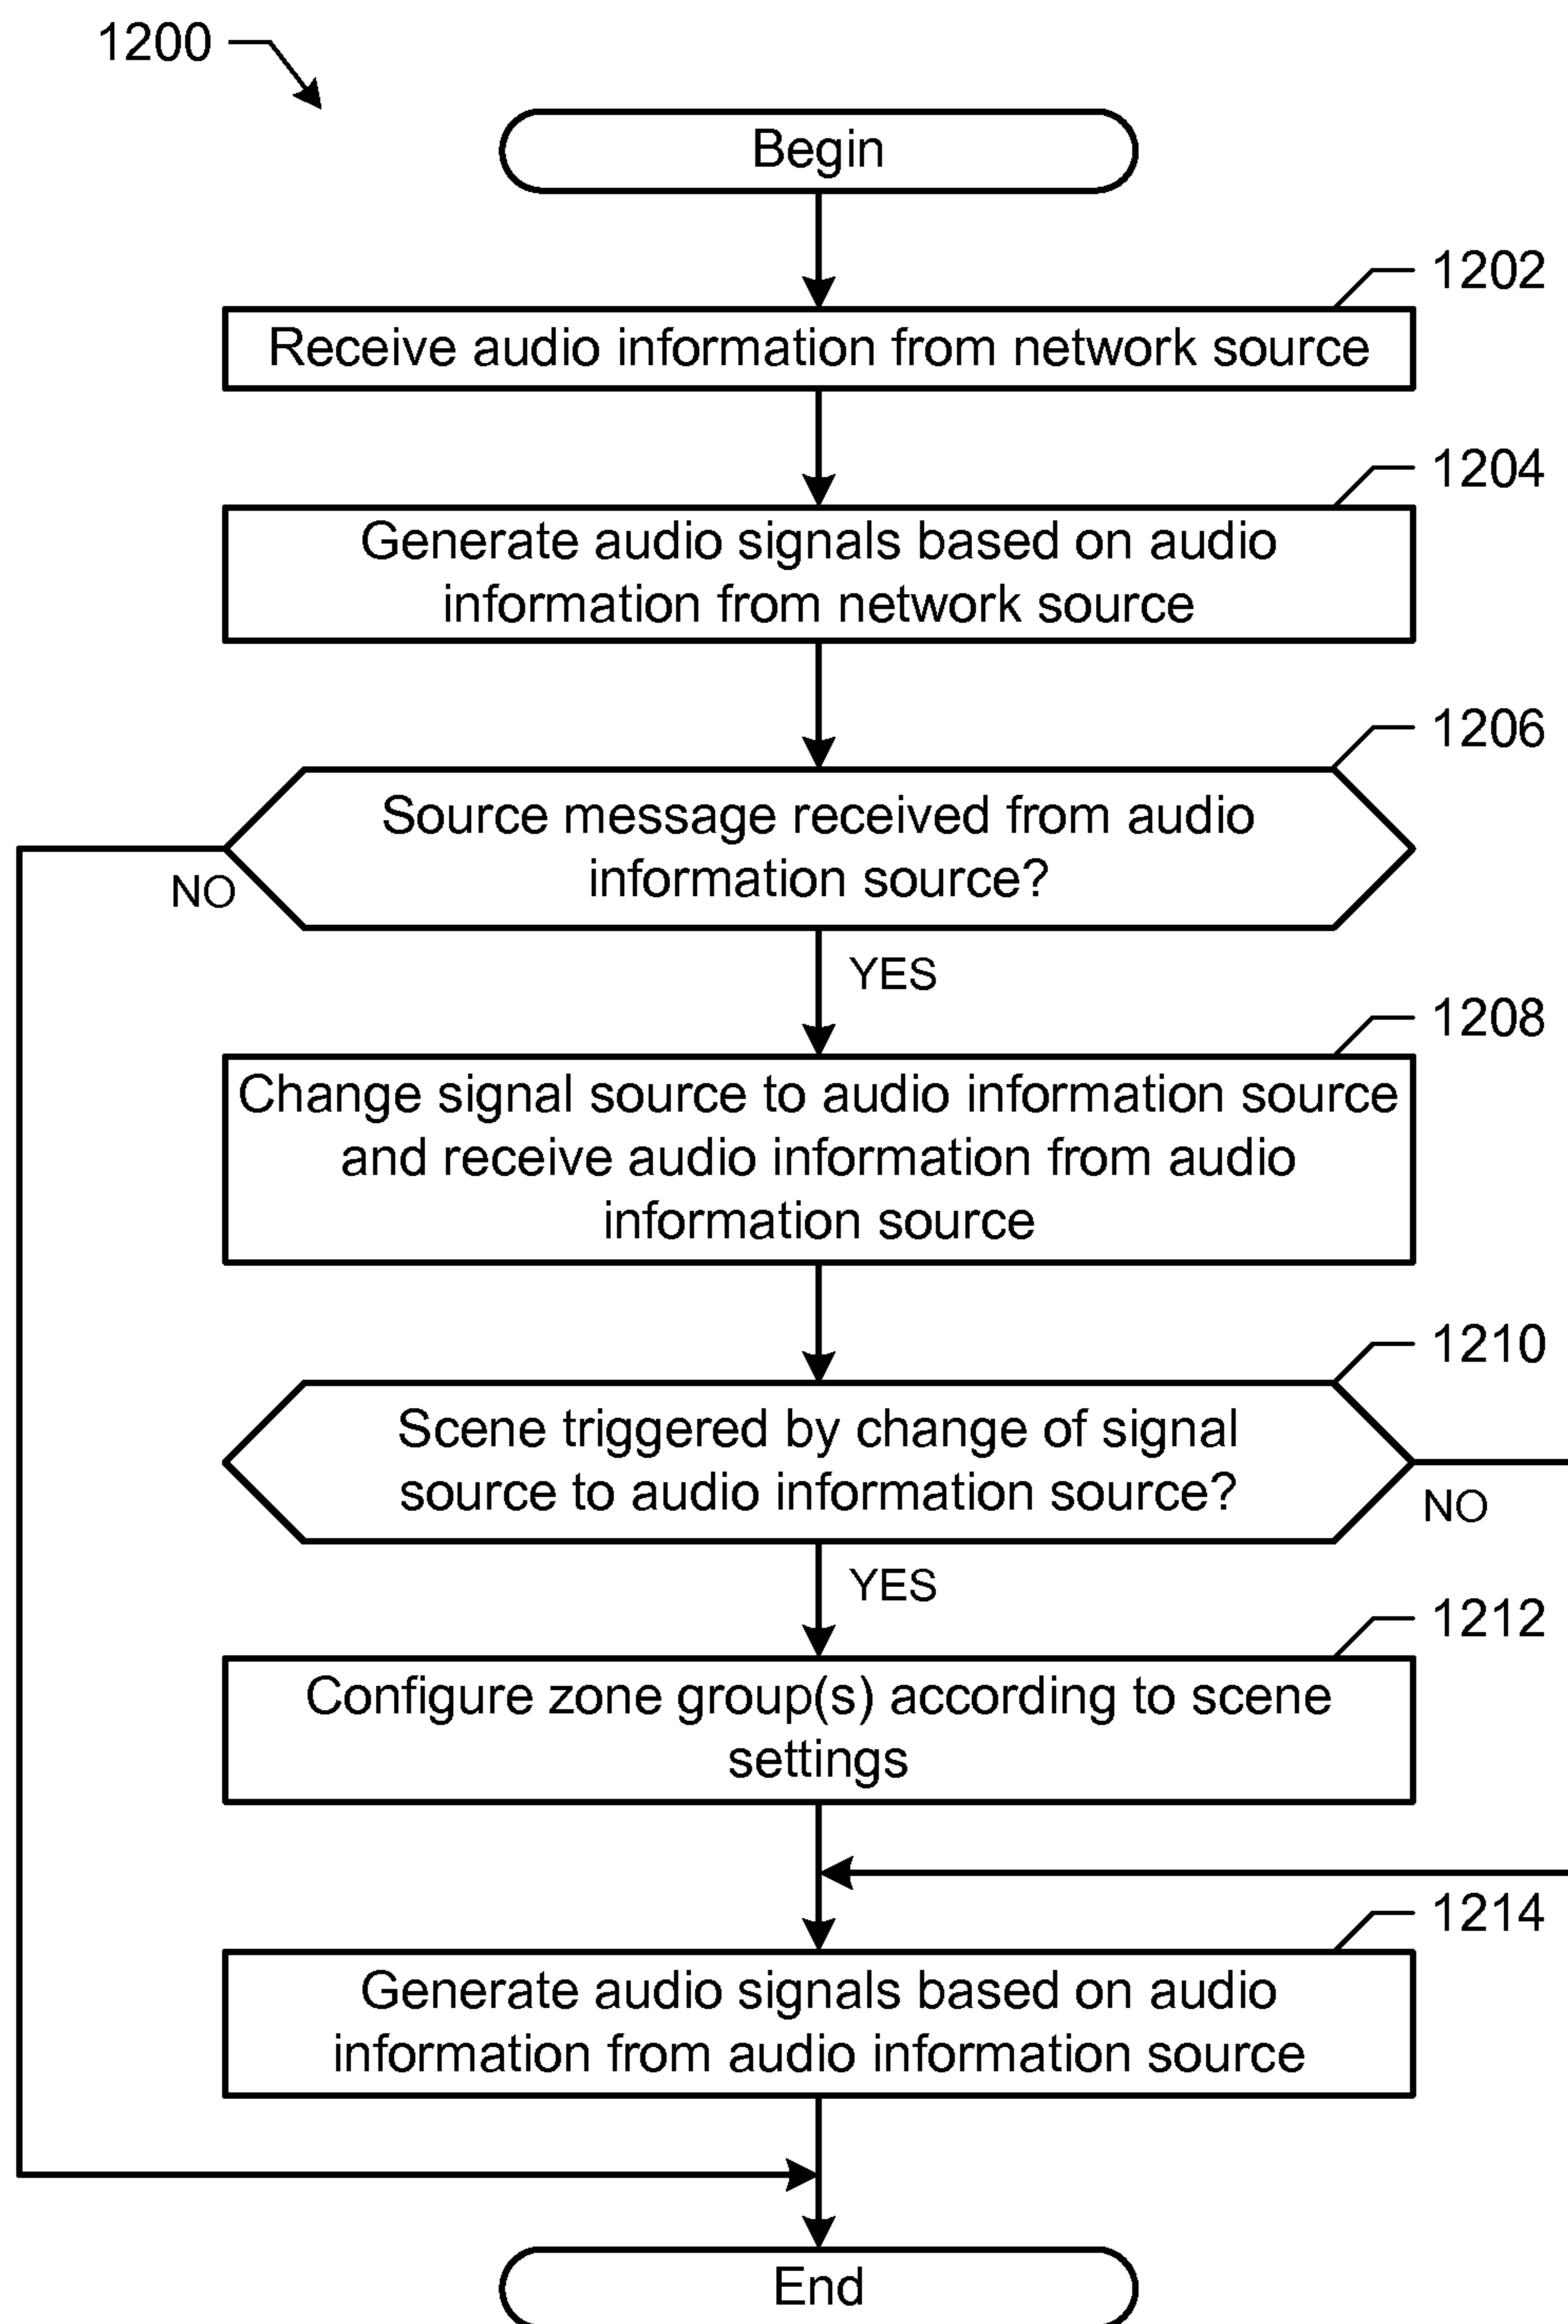 1200
Begin
1202
Receive audio information from network source
1204
Generate audio signals based on audio
information from network source
1206
Source message received from audio
information source?
NO
YES
1208
Change signal source to audio information source
and receive audio information from audio
information source
1210
Scene triggered by change of signal
source to audio information source?
NO
YES
1212
Configure zone group(s) according to scene
settings
1214
Generate audio signals based on audio
information from audio information source
End